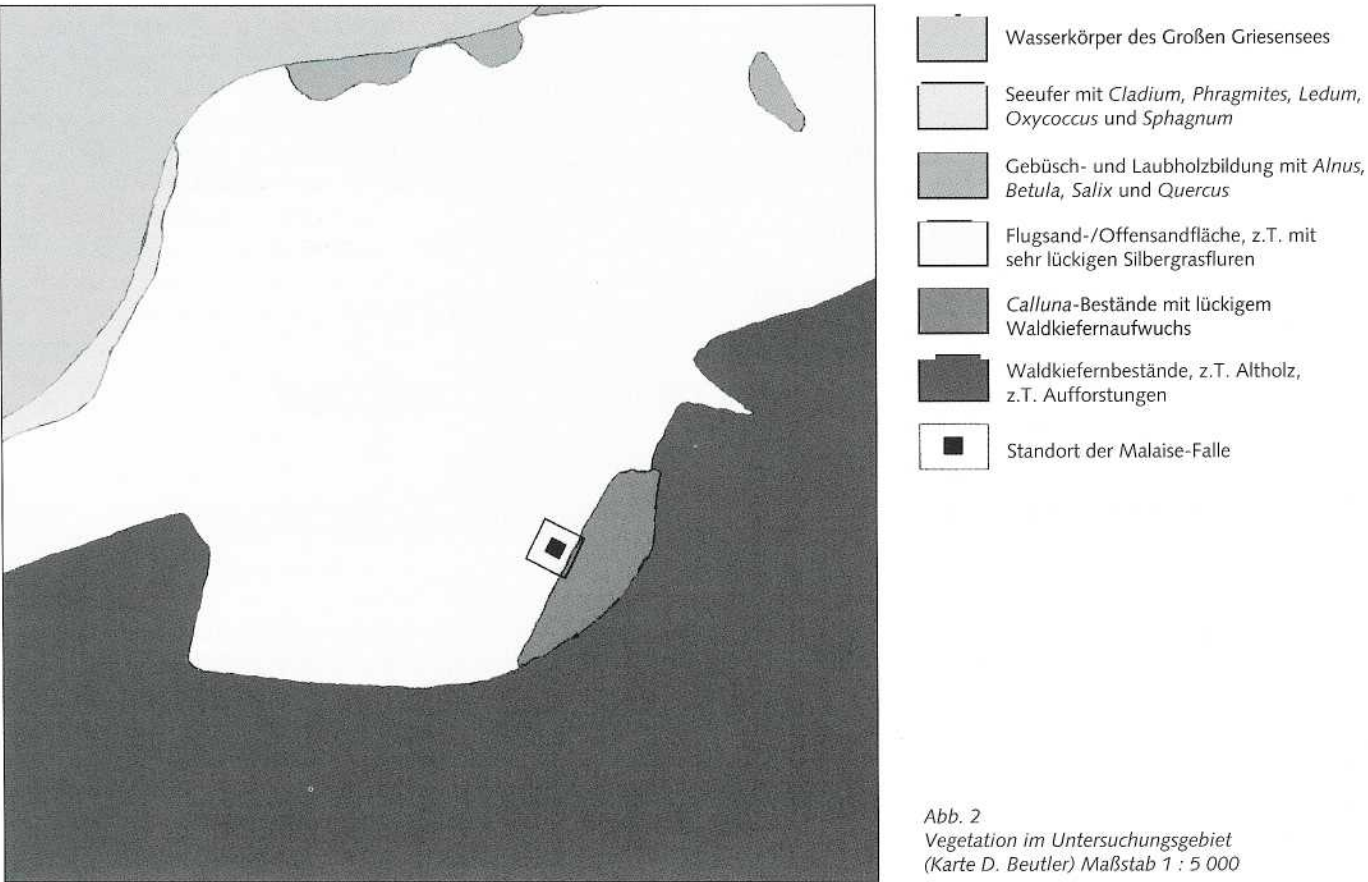 Wasserkörper des Großen Griesensees
Seeufer mit Cladium, Phragmites, Ledum,
Oxycoccus und Sphagnum
Gebüsch- und Laubholzbildung mit Alnus,
Betula, Salix und Quercus
Flugsand-/Offensandfläche, z.T. mit
sehr lückigen Silbergrasfluren
Calluna-Bestände mit lückigem
Waldkiefernaufwuchs
Waldkiefernbestände, z.T. Altholz,
z.T. Aufforstungen
Standort der Malaise-Falle
Abb. 2
Vegetation im Untersuchungsgebiet
(Karte D. Beutler) Maßstab 1 : 5 000